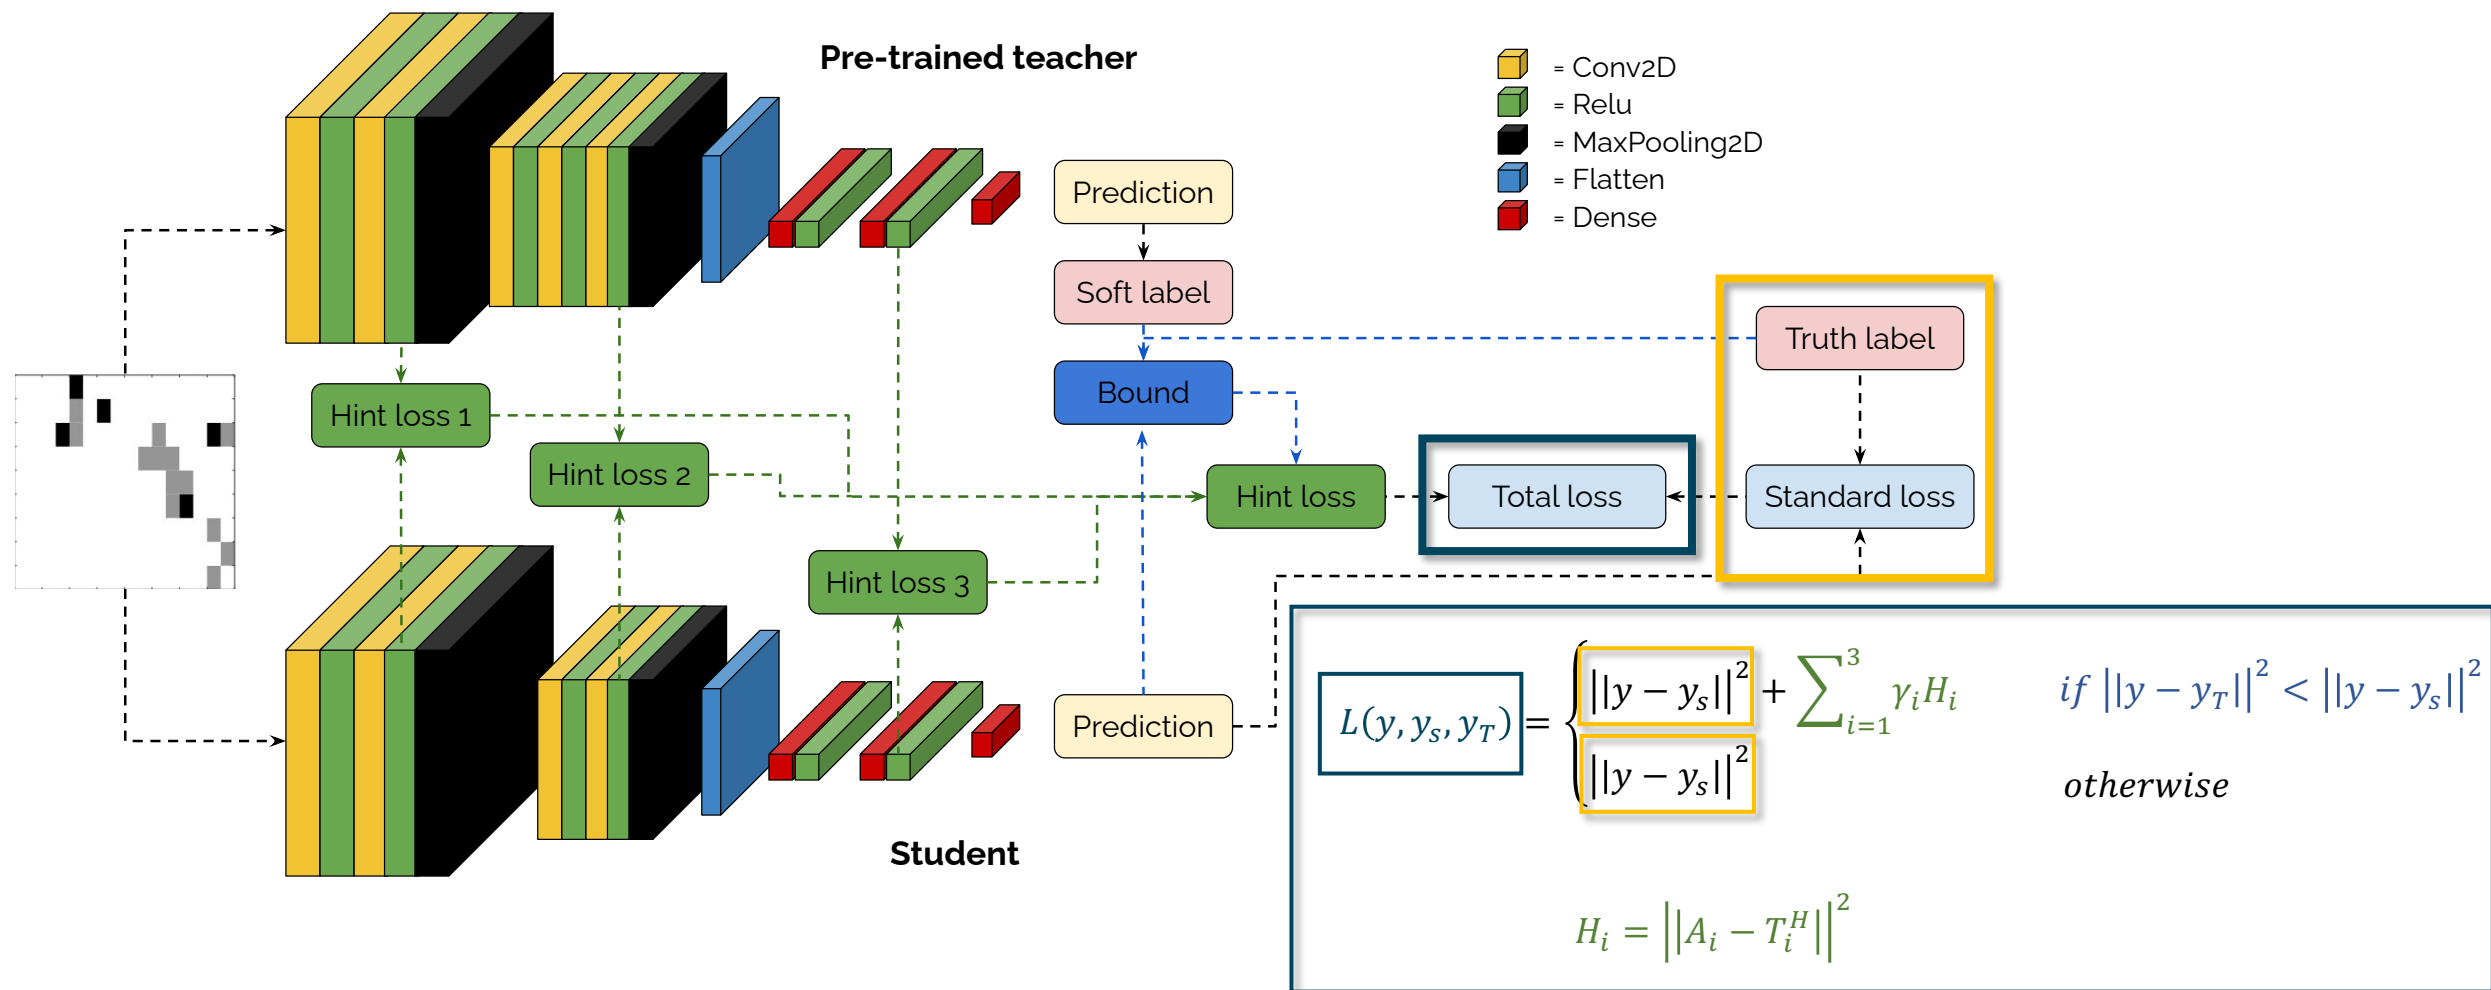 Pre-trained teacher
= Conv2D
= Relu
= MaxPooling2D
= Flatten
= Dense
Prediction
Soft label
Truth label
Bound
Hint loss 1
Hint loss 2
Hint loss
Total loss
Standard loss
Hint loss 3
Prediction
Student
L(y, y_s, y_T) = { ||y − y_s||^2 + ∑_{i=1}^{3} γ_i H_i if ||y − y_T||^2 < ||y − y_s||^2
||y − y_s||^2 otherwise
H_i = ||A_i − T_i^H||^2